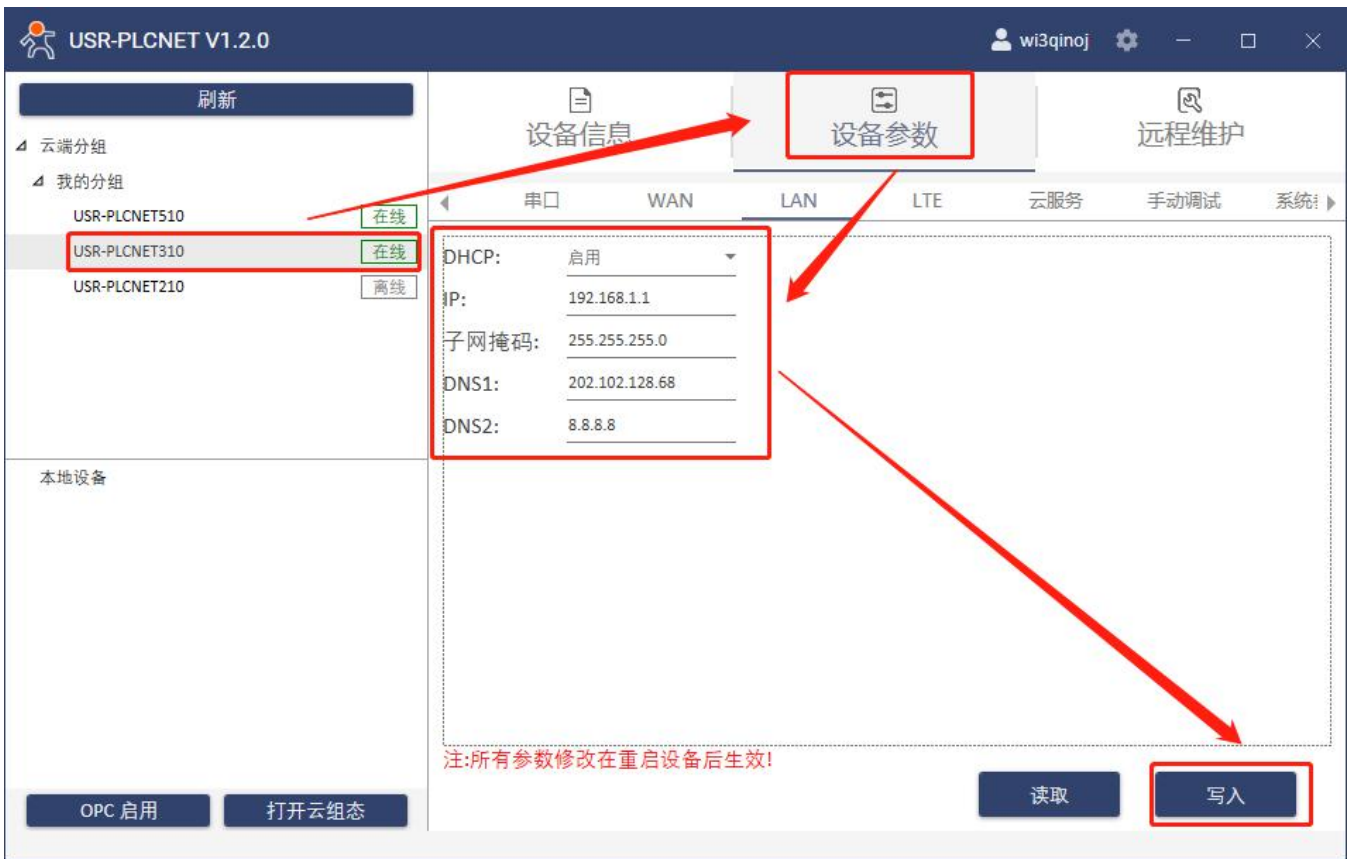 USR-PLCNET V1.2.0
wi3qinoj
刷新
云端分组
我的分组
USR-PLCNET510 在线
USR-PLCNET310 在线
USR-PLCNET210 离线
本地设备
OPC 启用 打开云组态
设备信息 设备参数 远程维护
串口 WAN LAN LTE 云服务 手动调试 系统
DHCP: 启用
IP: 192.168.1.1
子网掩码: 255.255.255.0
DNS1: 202.102.128.68
DNS2: 8.8.8.8
注:所有参数修改在重启设备后生效!
读取 写入